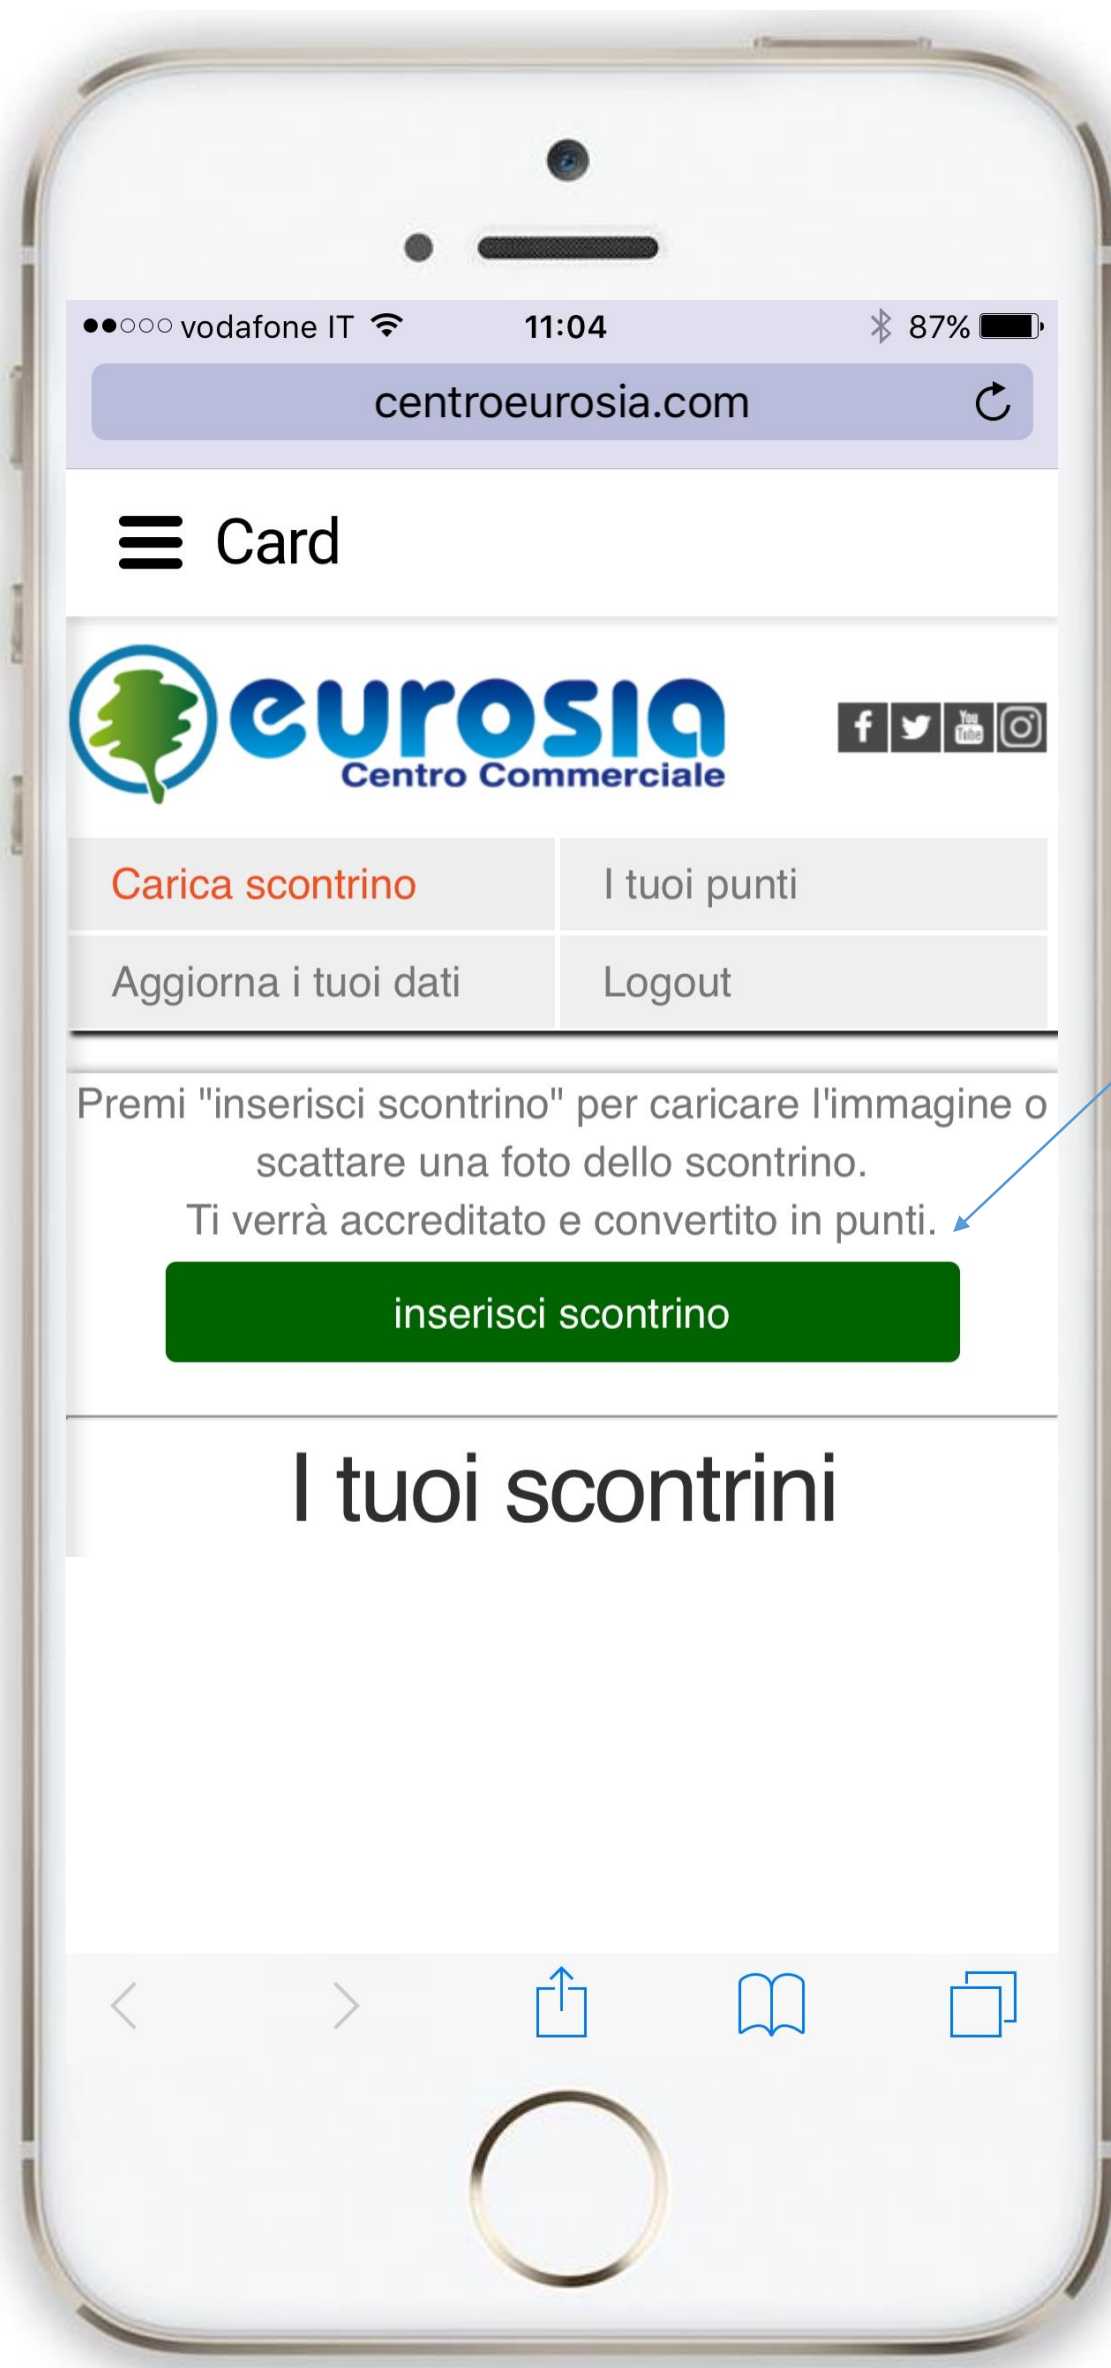 vodafone IT 11:04 87%
centroeurosia.com
Card
eurosia
Centro Commerciale
f You Tube
Carica scontrino I tuoi punti
Aggiorna i tuoi dati Logout
Premi "inserisci scontrino" per caricare l'immagine o
scattare una foto dello scontrino.
Ti verrà accreditato e convertito in punti.
inserisci scontrino
I tuoi scontrini